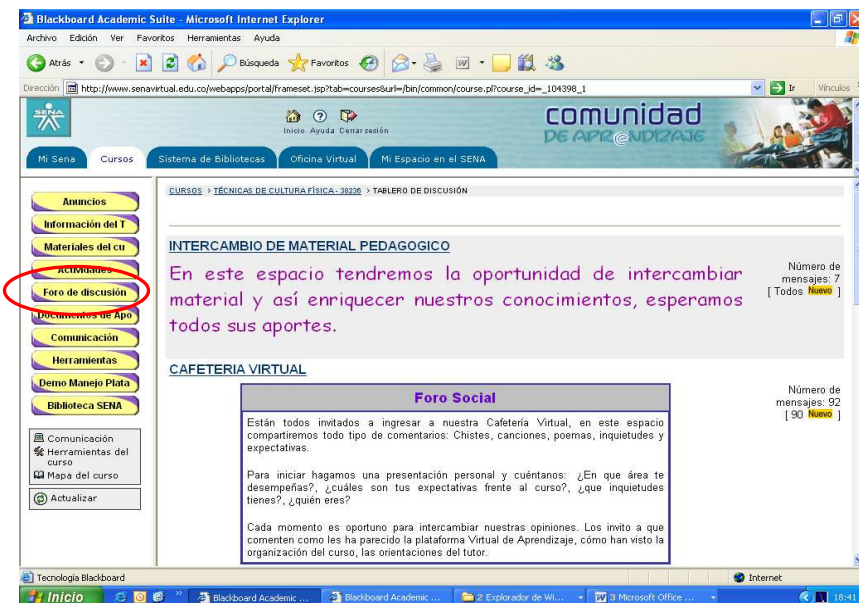 Blackboard Academic Suite - Microsoft Internet Explorer
Archivo Edición Ver Favoritos Herramientas Ayuda
Atrás Búsqueda Favoritos
Dirección http://www.senavirtual.edu.co/webapps/portal/frameset.jsp?tab=courses&url=/bin/common/course.pl?course_id=_104398_1 Ir Vínculos
SENA
Inicio Ayuda Cerrar sesión
comunidad
DE APR@NDIZAJE
Mi Sena Cursos Sistema de Bibliotecas Oficina Virtual Mi Espacio en el SENA
CURSOS > TÉCNICAS DE CULTURA FÍSICA - 38236 > TABLERO DE DISCUSIÓN
Anuncios
Información del T
Materiales del cu
Actividades
Foro de discusión
Documentos de Apo
Comunicación
Herramientas
Demo Manejo Plata
Biblioteca SENA
Comunicación
Herramientas del
curso
Mapa del curso
Actualizar
INTERCAMBIO DE MATERIAL PEDAGOGICO
En este espacio tendremos la oportunidad de intercambiar
material y así enriquecer nuestros conocimientos, esperamos
todos sus aportes.
Número de
mensajes: 7
[ Todos Nuevo ]
CAFETERIA VIRTUAL
Número de
mensajes: 92
[ 90 Nuevo ]
Foro Social
Están todos invitados a ingresar a nuestra Cafetería Virtual, en este espacio
compartiremos todo tipo de comentarios: Chistes, canciones, poemas, inquietudes y
expectativas.
Para iniciar hagamos una presentación personal y cuéntanos: ¿En que área te
desempeñas?, ¿cuáles son tus expectativas frente al curso?, ¿que inquietudes
tienes?, ¿quién eres?
Cada momento es oportuno para intercambiar nuestras opiniones. Los invito a que
comenten como les ha parecido la plataforma Virtual de Aprendizaje, cómo han visto la
organización del curso, las orientaciones del tutor.
Tecnología Blackboard Internet
Inicio Blackboard Academic ... Blackboard Academic ... 2 Explorador de Wi... 3 Microsoft Office ... 18:41